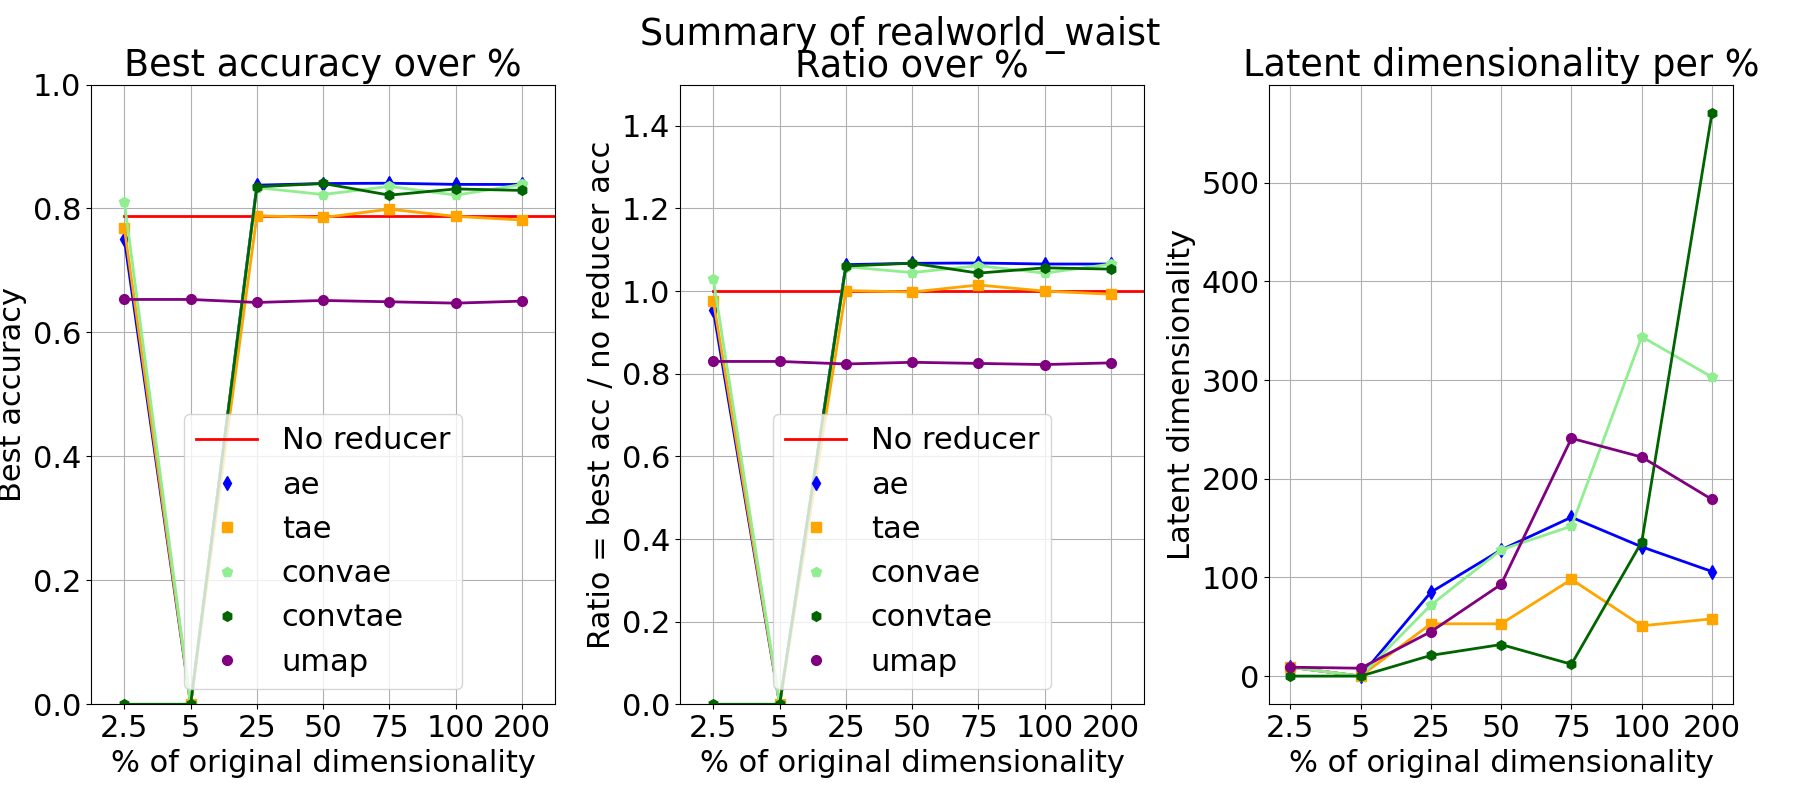 Summary of realworld_waist
Best accuracy over %
Best accuracy
1.0
0.8
0.6
0.4
0.2
0.0
No reducer
ae
tae
convae
convtae
umap
2.5 5 25 50 75 100 200
% of original dimensionality
Ratio over %
Ratio = best acc / no reducer acc
1.4
1.2
1.0
0.8
0.6
0.4
0.2
0.0
No reducer
ae
tae
convae
convtae
umap
2.5 5 25 50 75 100 200
% of original dimensionality
Latent dimensionality per %
Latent dimensionality
500
400
300
200
100
0
2.5 5 25 50 75 100 200
% of original dimensionality